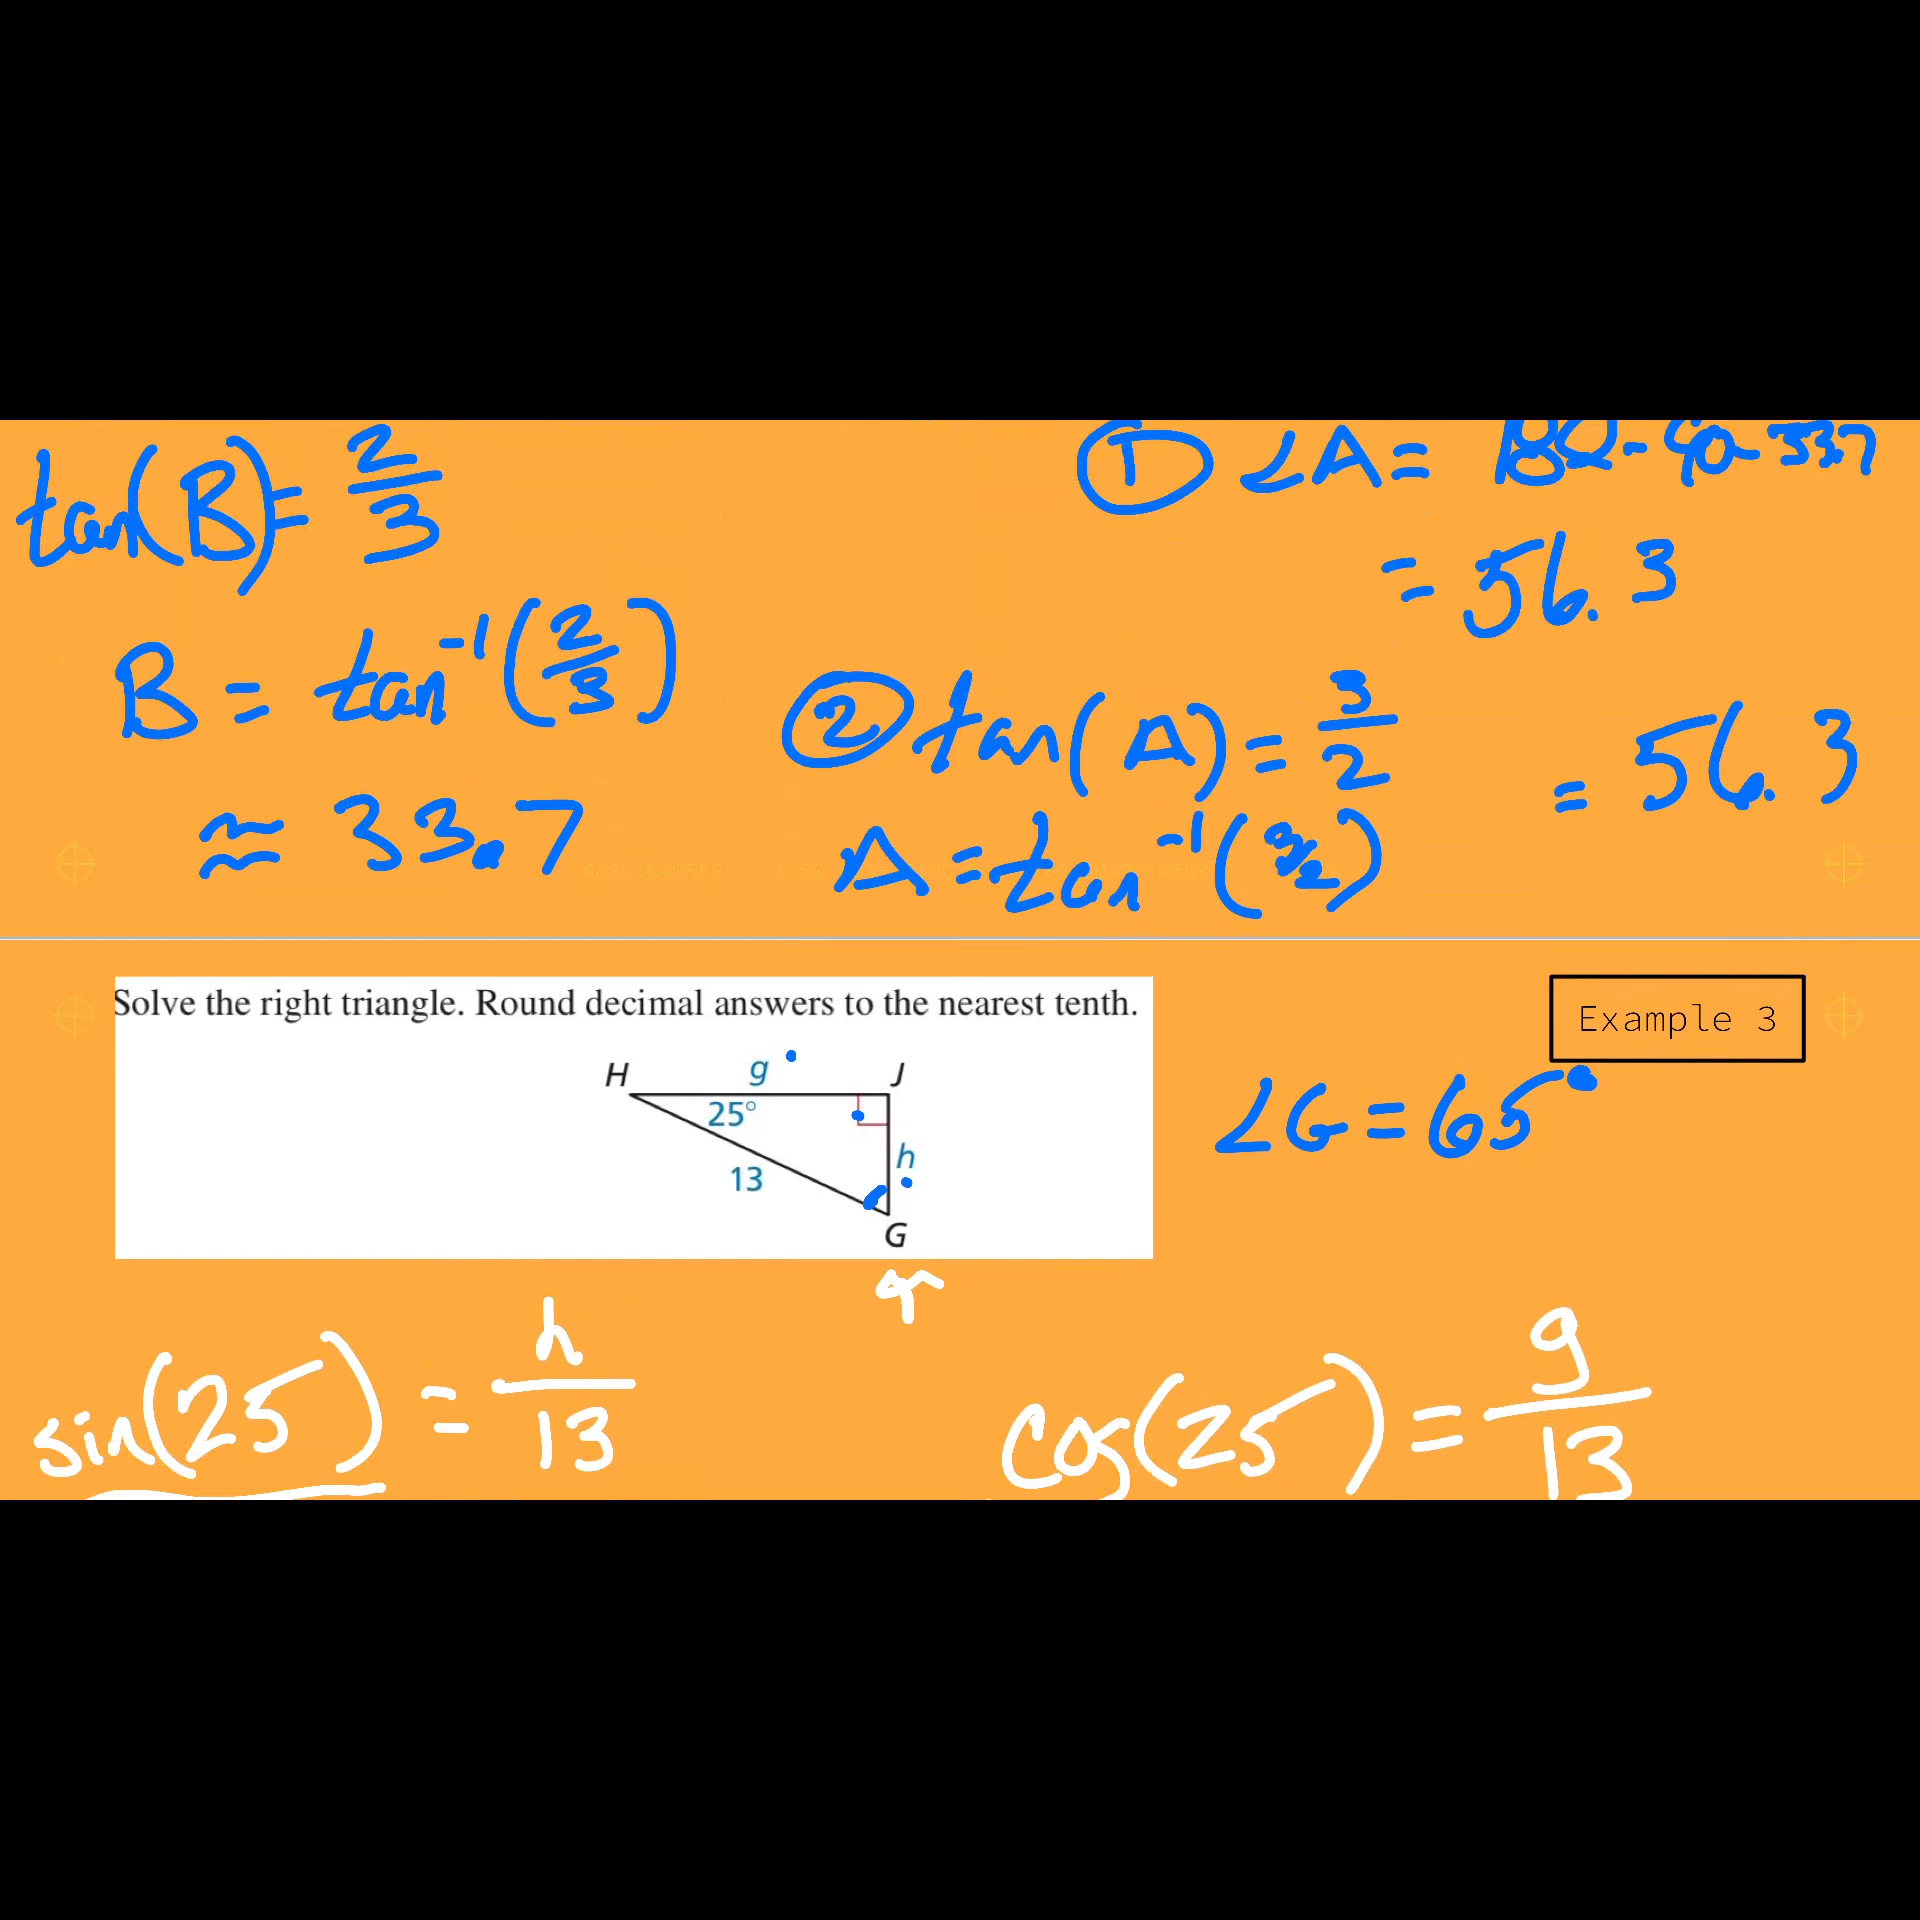 tan(B)= 2/3
① ∠A= 180-90-33.7
= 56.3
B = tan⁻¹(2/3)
② tan(A)= 3/2
= 56.3
≈ 33.7
A=tan⁻¹(3/2)
Solve the right triangle. Round decimal answers to the nearest tenth.
Example 3
H g J
25°
∠G=65°
h
13
G
sin(25) = h/13
cos(25) = g/13